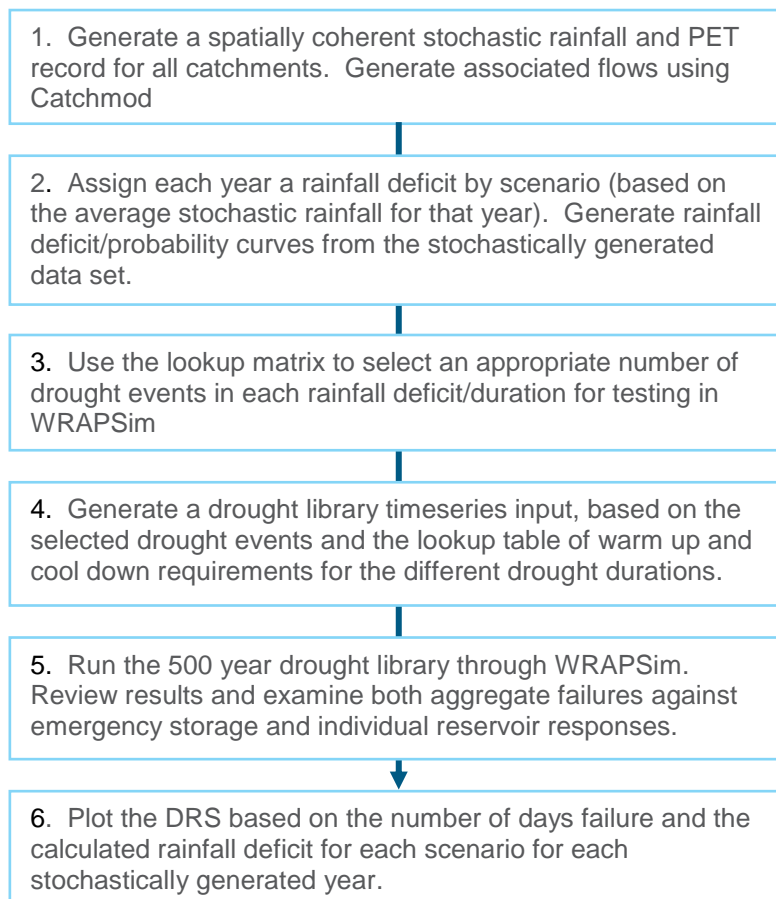 1. Generate a spatially coherent stochastic rainfall and PET
record for all catchments. Generate associated flows using
Catchmod
2. Assign each year a rainfall deficit by scenario (based on
the average stochastic rainfall for that year). Generate rainfall
deficit/probability curves from the stochastically generated
data set.
3. Use the lookup matrix to select an appropriate number of
drought events in each rainfall deficit/duration for testing in
WRAPSim
4. Generate a drought library timeseries input, based on the
selected drought events and the lookup table of warm up and
cool down requirements for the different drought durations.
5. Run the 500 year drought library through WRAPSim.
Review results and examine both aggregate failures against
emergency storage and individual reservoir responses.
6. Plot the DRS based on the number of days failure and the
calculated rainfall deficit for each scenario for each
stochastically generated year.